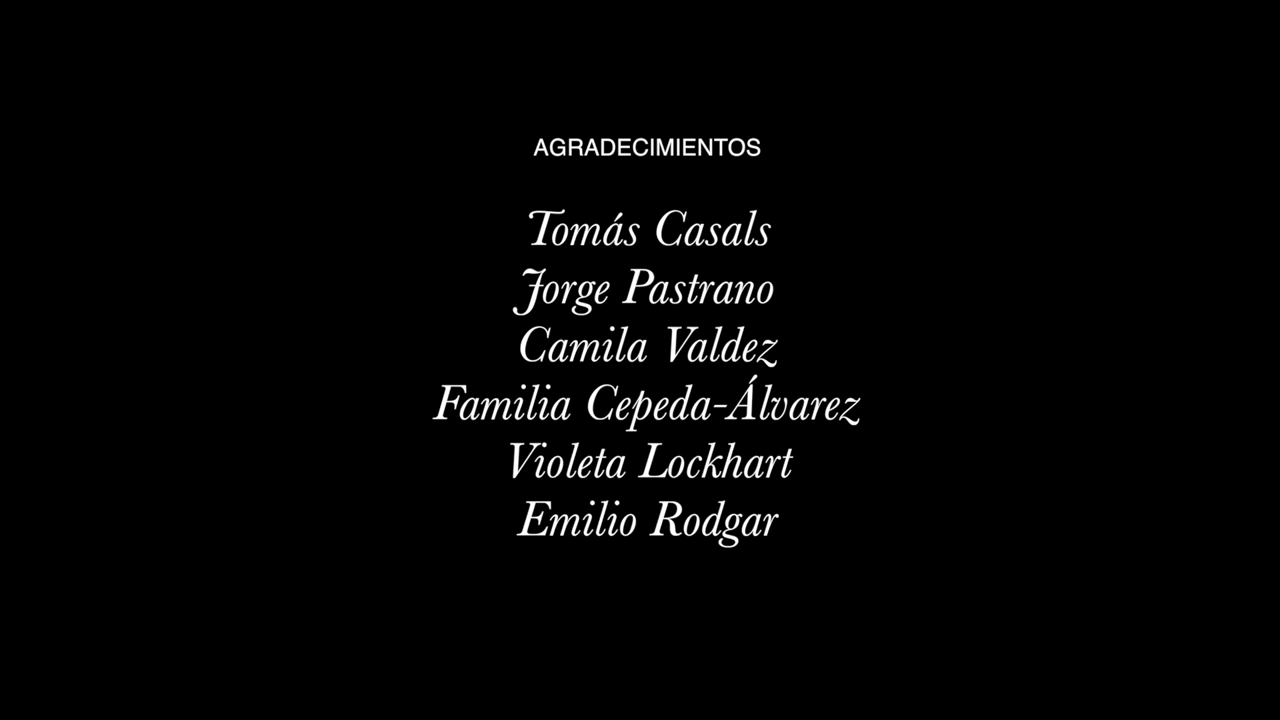 AGRADECIMIENTOS
Tomás Casals
Jorge Pastrano
Camila Valdez
Familia Cepeda-Álvarez
Violeta Lockhart
Emilio Rodgar